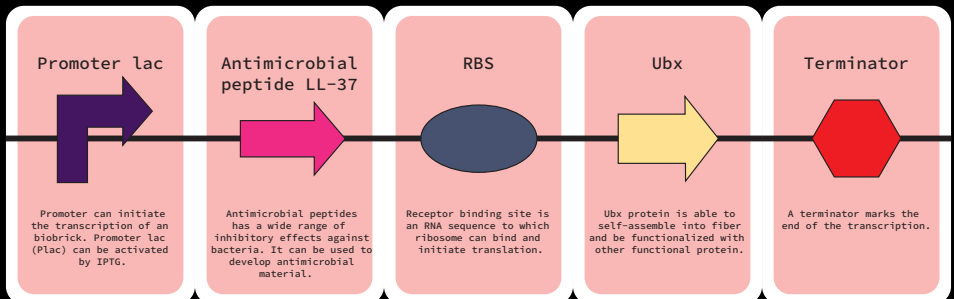 Promoter lac
Promoter can initiate
the transcription of an
biobrick. Promoter lac
(Plac) can be activated
by IPTG.
Antimicrobial
peptide LL-37
Antimicrobial peptides
has a wide range of
inhibitory effects against
bacteria. It can be used to
develop antimicrobial
material.
RBS
Receptor binding site is
an RNA sequence to which
ribosome can bind and
initiate translation.
Ubx
Ubx protein is able to
self-assemble into fiber
and be functionalized with
other functional protein.
Terminator
A terminator marks the
end of the transcription.